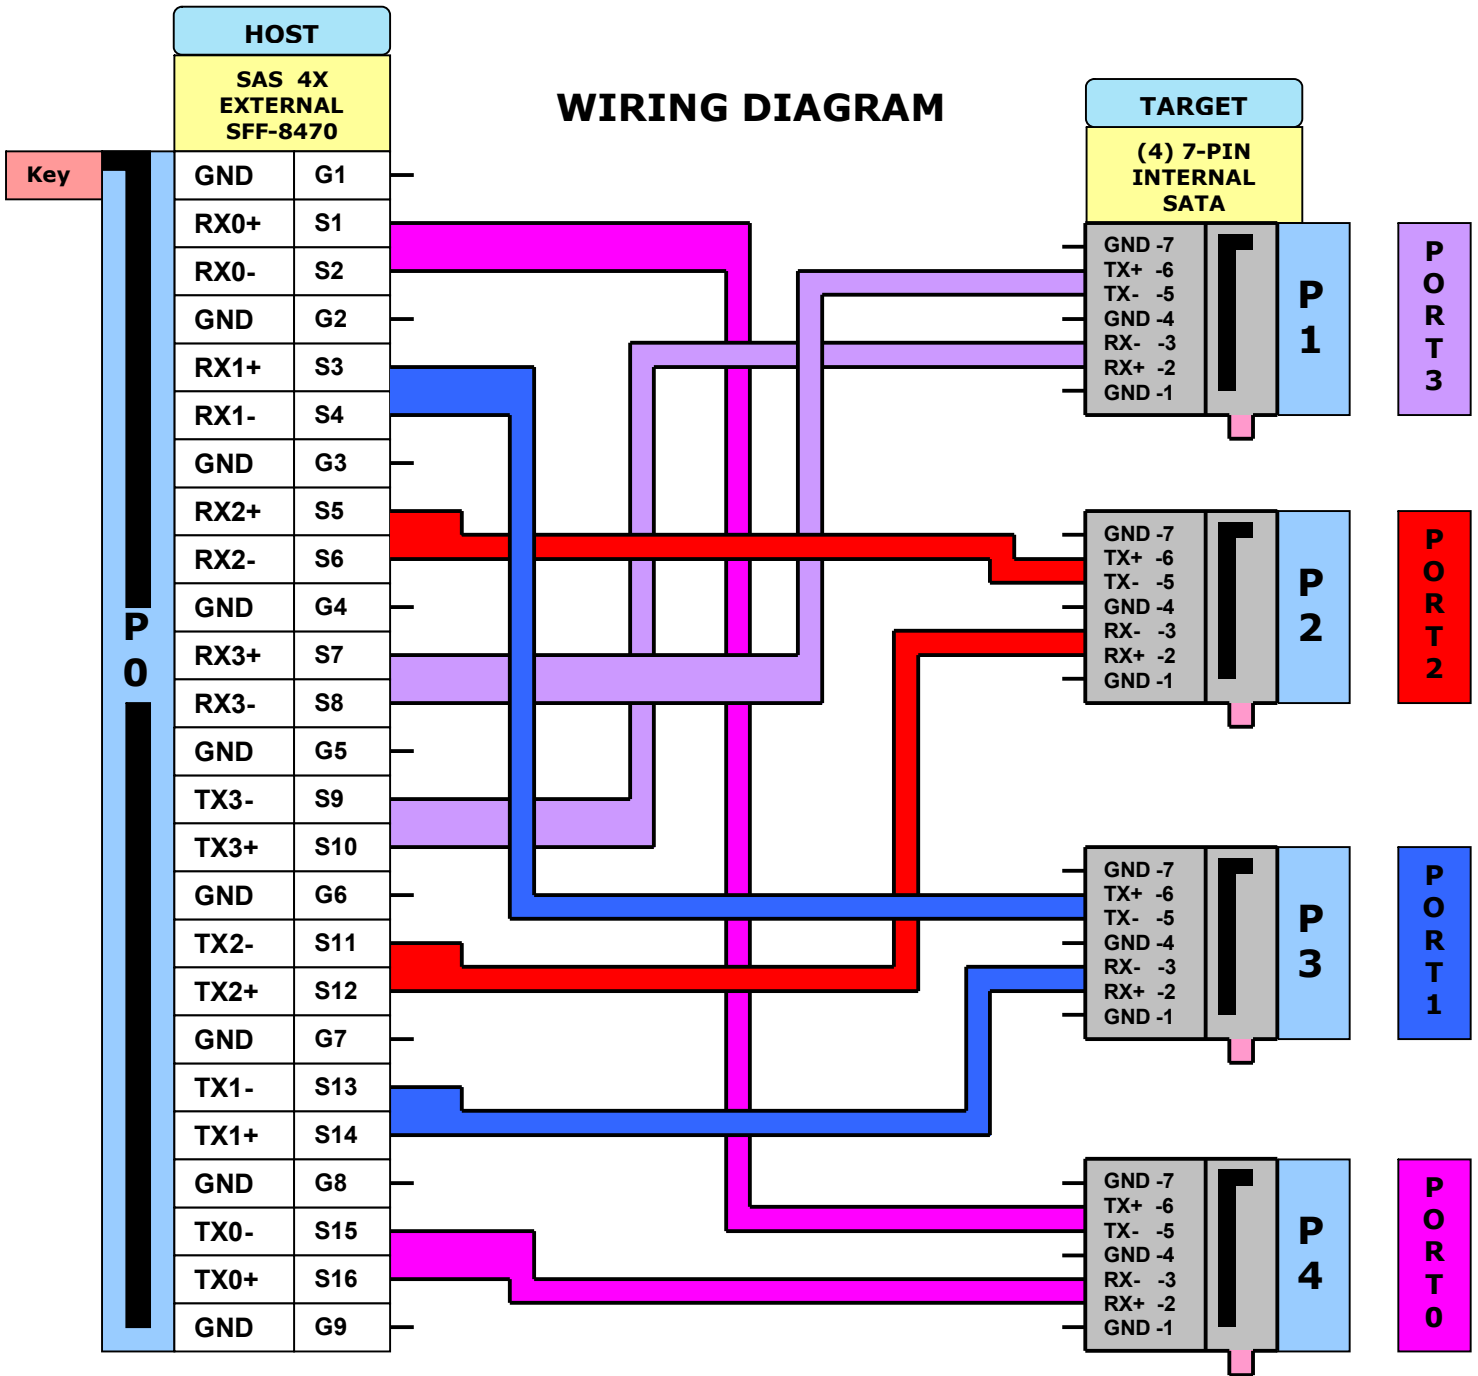 HOST
SAS 4X
EXTERNAL
SFF-8470
WIRING DIAGRAM
TARGET
(4) 7-PIN
INTERNAL
SATA
Key
P
0
GND G1
RX0+ S1
RX0- S2
GND G2
RX1+ S3
RX1- S4
GND G3
RX2+ S5
RX2- S6
GND G4
RX3+ S7
RX3- S8
GND G5
TX3- S9
TX3+ S10
GND G6
TX2- S11
TX2+ S12
GND G7
TX1- S13
TX1+ S14
GND G8
TX0- S15
TX0+ S16
GND G9
GND -7
TX+ -6
TX- -5
GND -4
RX- -3
RX+ -2
GND -1
P
1
P
O
R
T
3
GND -7
TX+ -6
TX- -5
GND -4
RX- -3
RX+ -2
GND -1
P
2
P
O
R
T
2
GND -7
TX+ -6
TX- -5
GND -4
RX- -3
RX+ -2
GND -1
P
3
P
O
R
T
1
GND -7
TX+ -6
TX- -5
GND -4
RX- -3
RX+ -2
GND -1
P
4
P
O
R
T
0